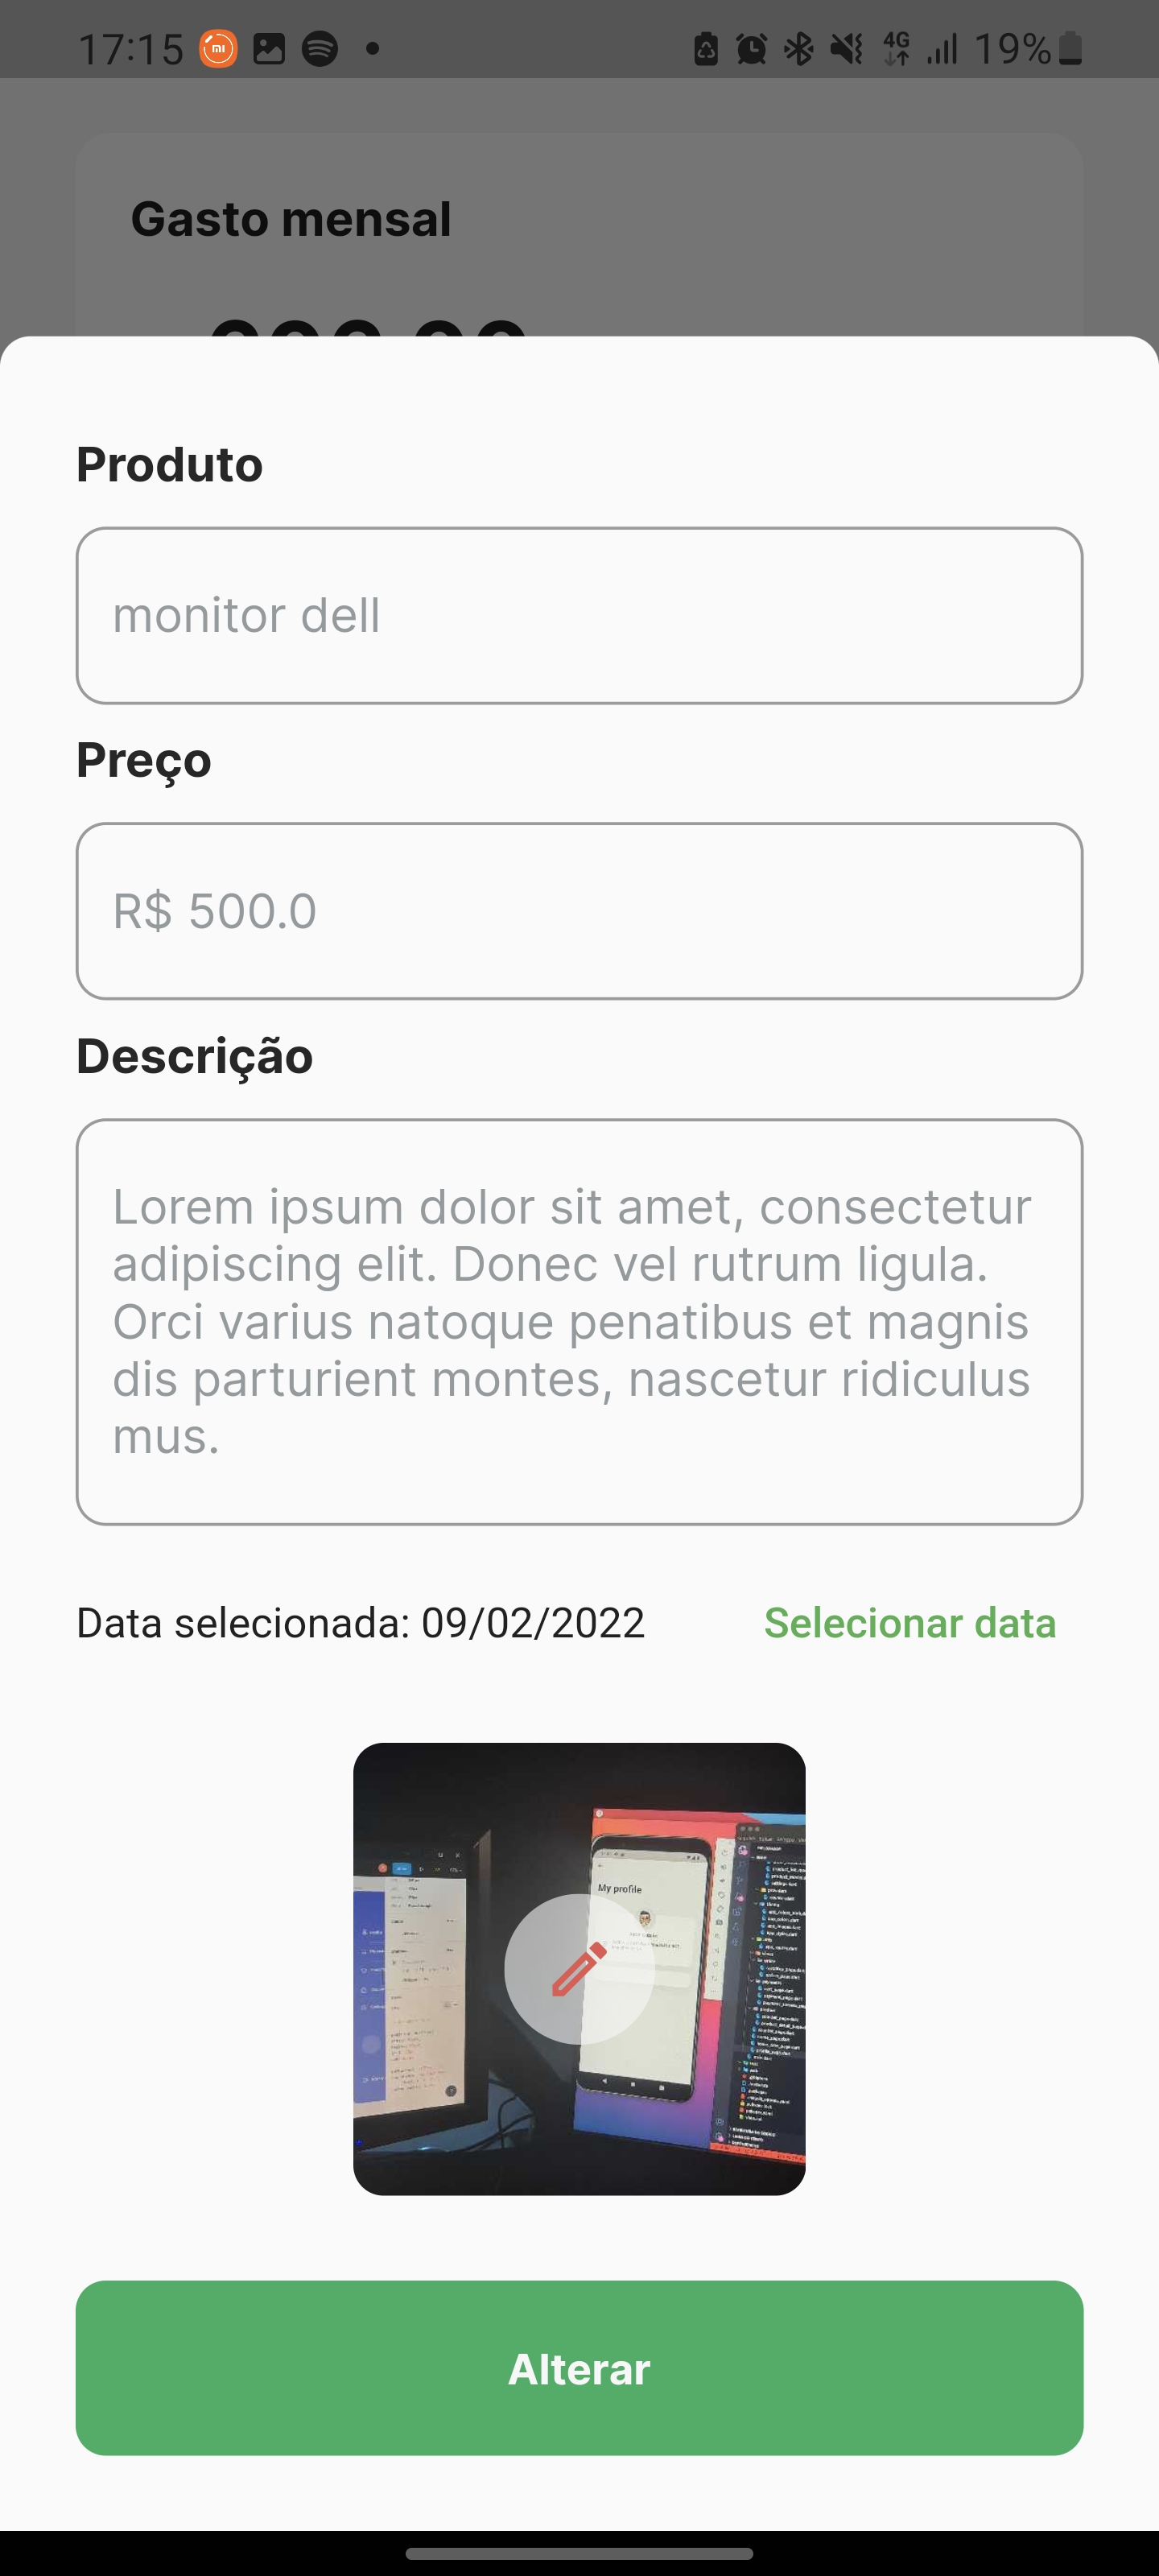 17:15
4G
19%
Gasto mensal
Produto
monitor dell
Preço
R$ 500.0
Descrição
Lorem ipsum dolor sit amet, consectetur
adipiscing elit. Donec vel rutrum ligula.
Orci varius natoque penatibus et magnis
dis parturient montes, nascetur ridiculus
mus.
Data selecionada: 09/02/2022
Selecionar data
My profile
Alterar